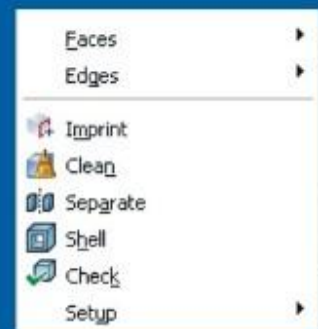 Faces
Edges
Imprint
Clean
Separate
Shell
Check
Setup